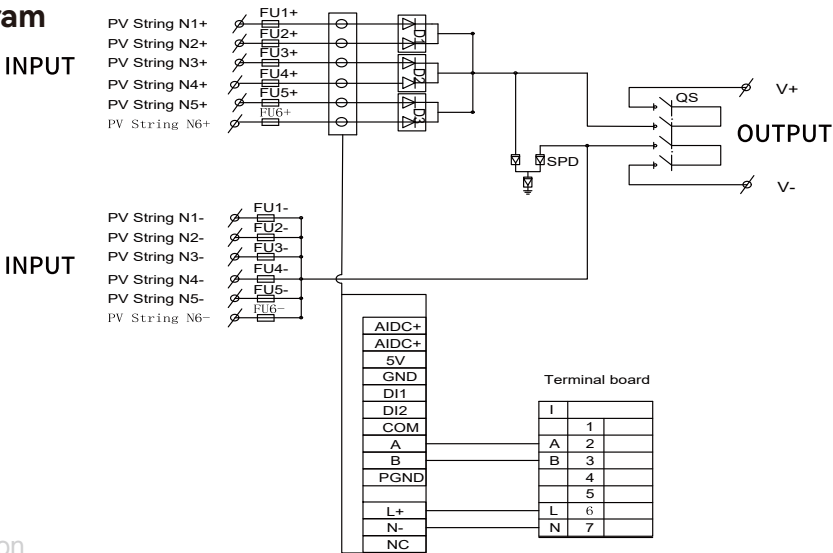 ram
INPUT
PV String N1+
PV String N2+
PV String N3+
PV String N4+
PV String N5+
PV String N6+
FU1+
FU2+
FU3+
FU4+
FU5+
FU6+
D1
D2
D3
SPD
QS
V+
OUTPUT
V-
INPUT
PV String N1-
PV String N2-
PV String N3-
PV String N4-
PV String N5-
PV String N6-
FU1-
FU2-
FU3-
FU4-
FU5-
FU6-
AIDC+
AIDC+
5V
GND
DI1
DI2
COM
A
B
PGND
L+
N-
NC
Terminal board
I
1
A 2
B 3
4
5
L 6
N 7
on